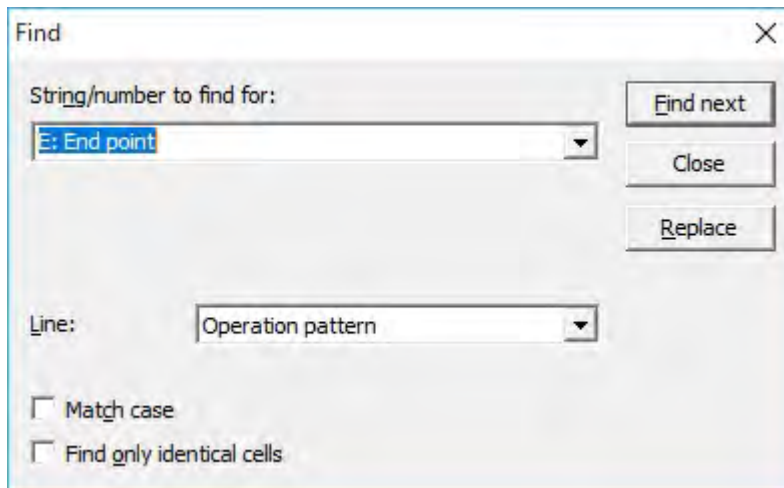 Find
String/number to find for:
E: End point
Find next
Close
Replace
Line:
Operation pattern
Match case
Find only identical cells